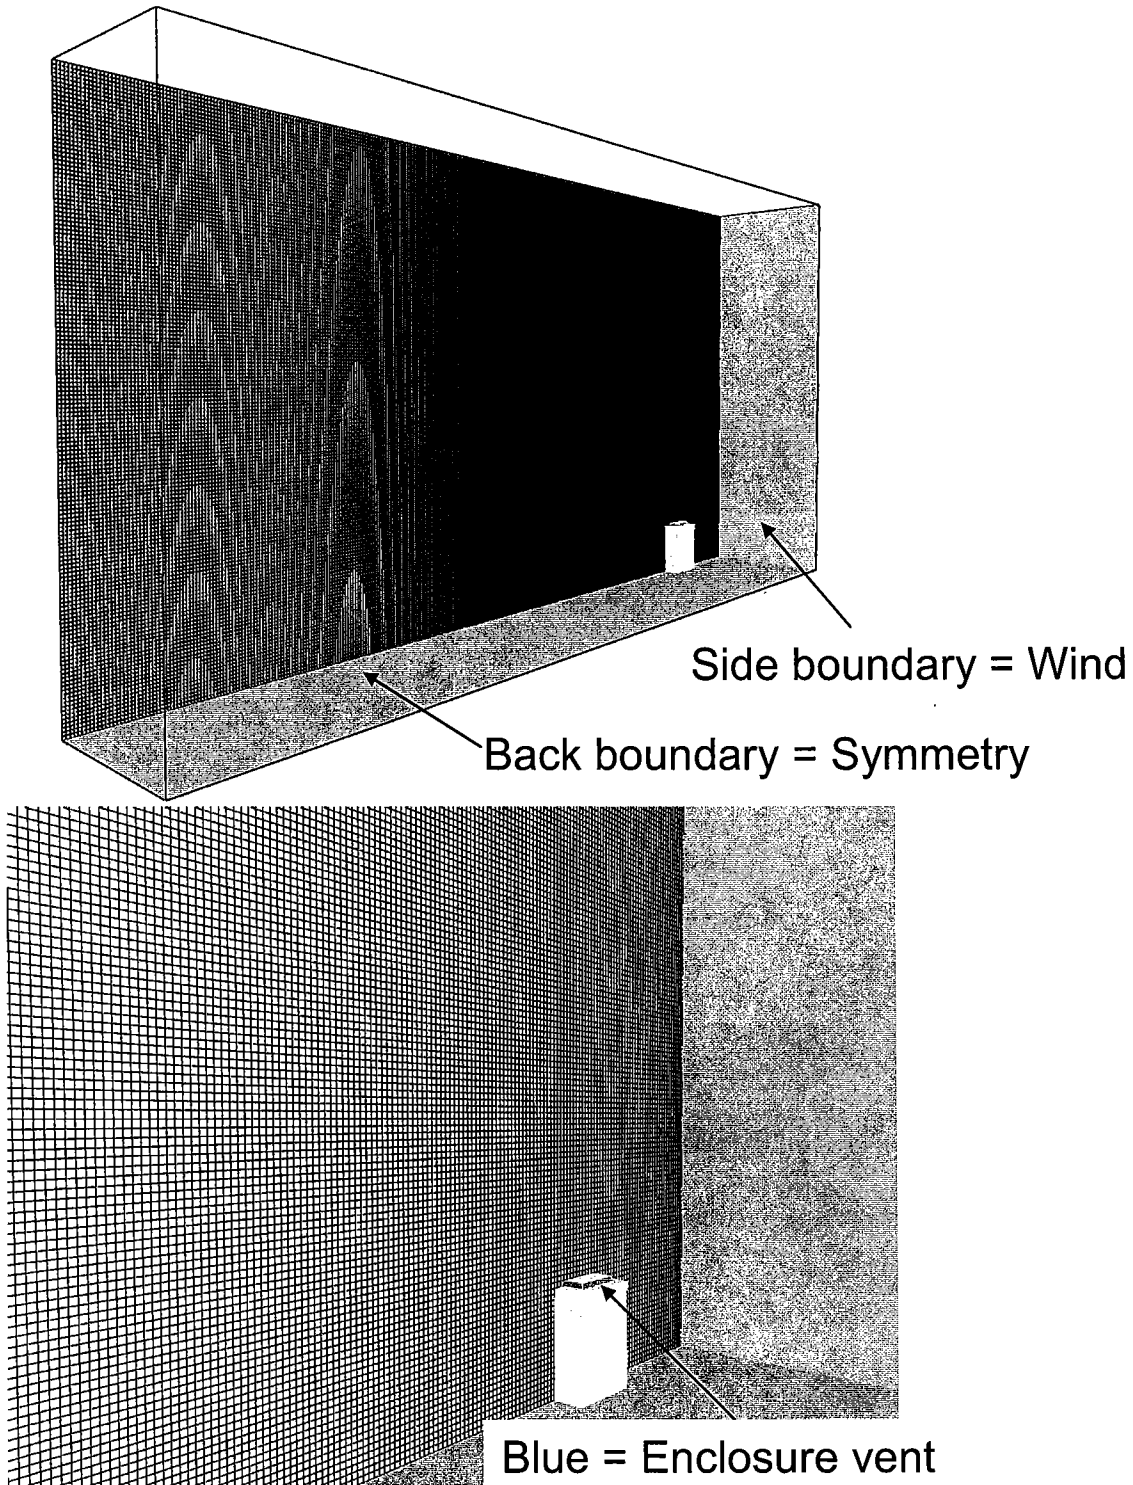 Side boundary = Wind
Back boundary = Symmetry
Blue = Enclosure vent